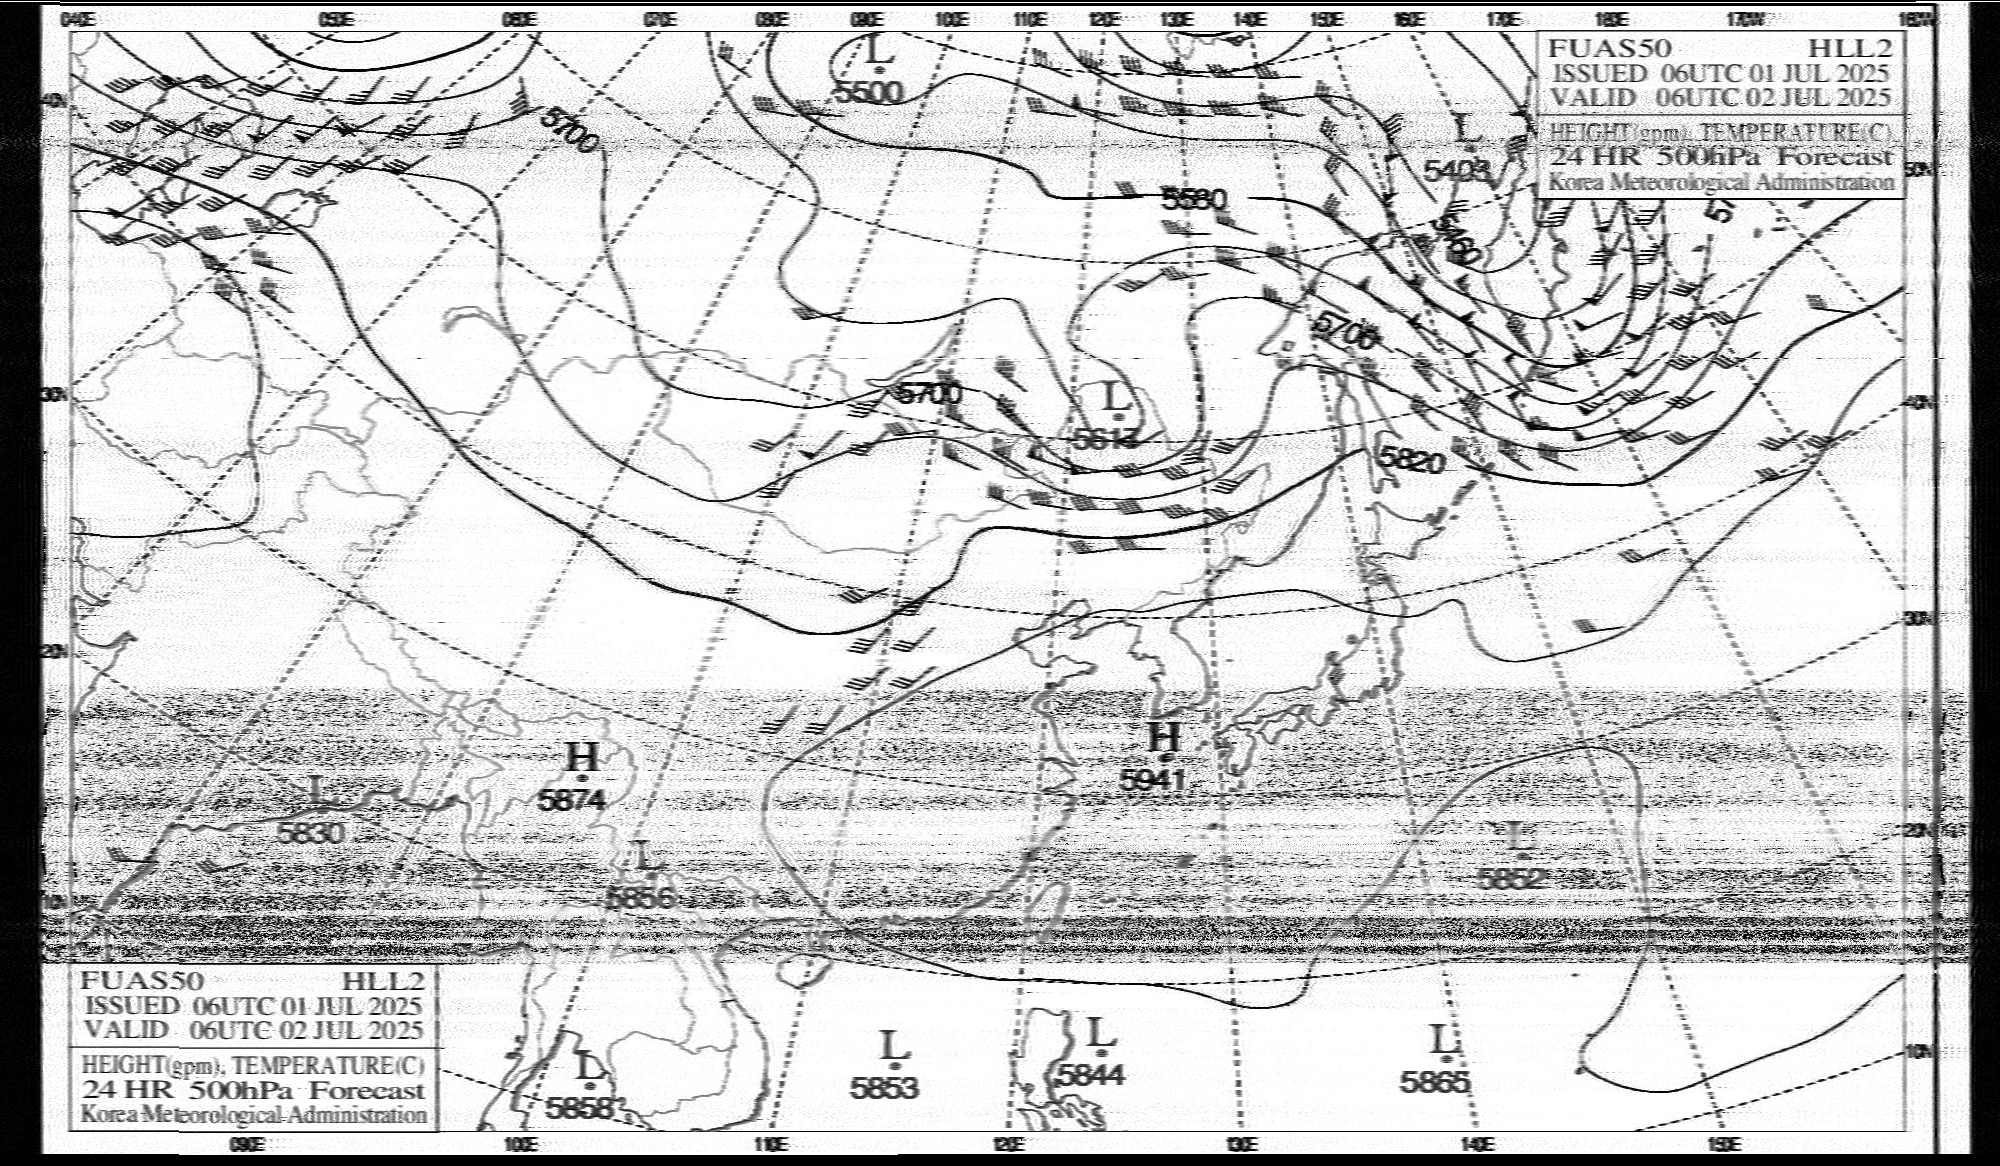 040E 050E 060E 070E 080E 090E 100E 110E 120E 130E 140E 150E 160E 170E 180E 170W 160W
FUAS50 HLL2
ISSUED 06UTC 01 JUL 2025
VALID 06UTC 02 JUL 2025
HEIGHT(gpm), TEMPERATURE(C)
24 HR 500hPa Forecast
Korea Meteorological Administration
L
5500
40N
5700
L
5403
50N
5580
5460
5700
30N
5700
L
40N
5820
30N
20N
H
5941
H
5874
L
5830
20N
L
5852
L
5856
10N
FUAS50 HLL2
ISSUED 06UTC 01 JUL 2025
VALID 06UTC 02 JUL 2025
HEIGHT(gpm), TEMPERATURE(C)
24 HR 500hPa Forecast
Korea Meteorological Administration
L
5858
L
5853
L
5844
L
5865
10N
090E 100E 110E 120E 130E 140E 150E